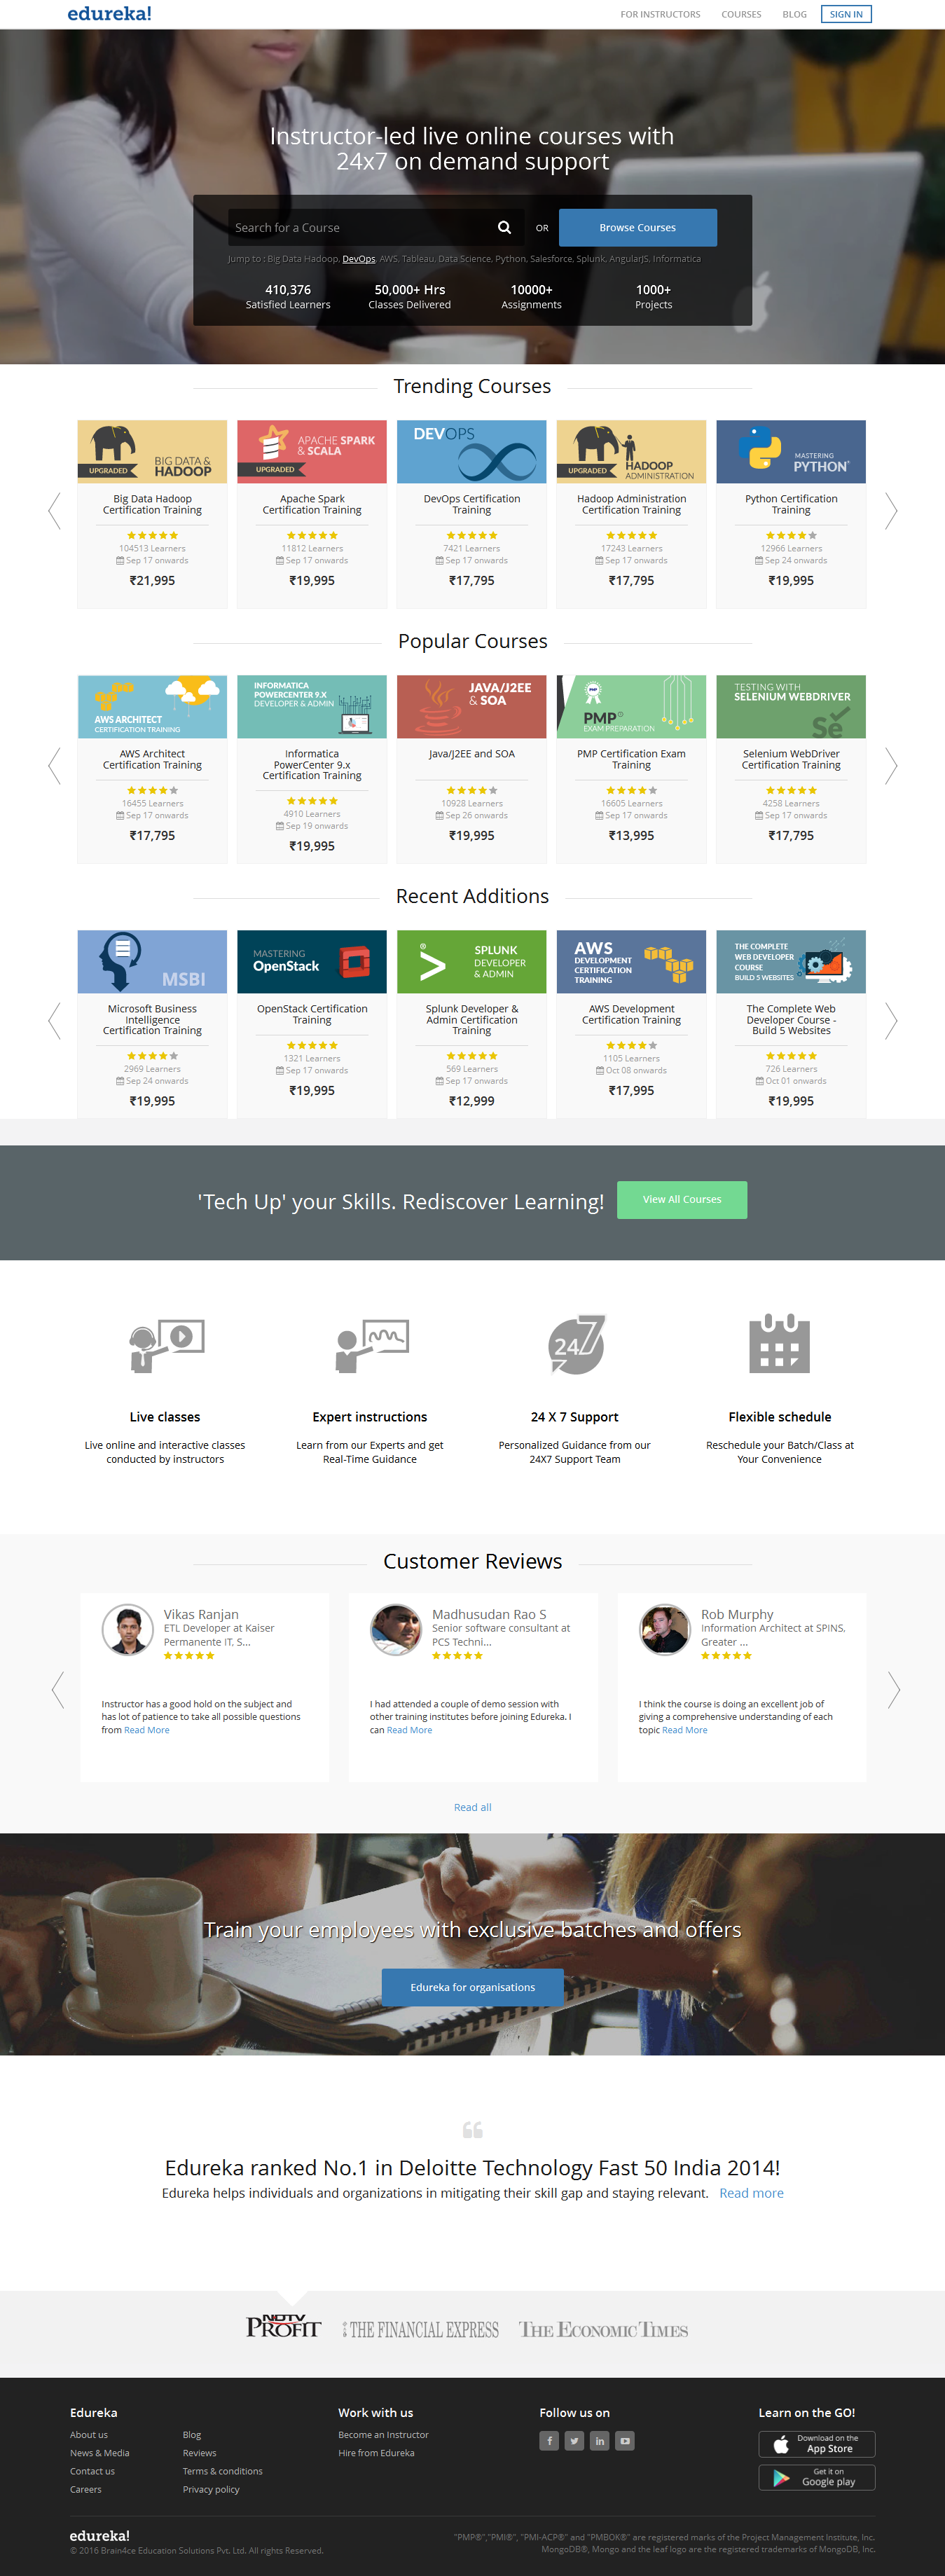 edureka!
FOR INSTRUCTORS COURSES BLOG SIGN IN
Instructor-led live online courses with
24x7 on demand support
Search for a Course OR Browse Courses
Jump to : Big Data Hadoop, DevOps, AWS, Tableau, Data Science, Python, Salesforce, Splunk, AngularJS, Informatica
410,376 50,000+ Hrs 10000+ 1000+
Satisfied Learners Classes Delivered Assignments Projects
Trending Courses
BIG DATA &
HADOOP
UPGRADED
Big Data Hadoop
Certification Training
104513 Learners
Sep 17 onwards
₹21,995
APACHE SPARK
& SCALA
UPGRADED
Apache Spark
Certification Training
11812 Learners
Sep 17 onwards
₹19,995
DEVOPS
DevOps Certification
Training
7421 Learners
Sep 17 onwards
₹17,795
HADOOP
ADMINISTRATION
UPGRADED
Hadoop Administration
Certification Training
17243 Learners
Sep 17 onwards
₹17,795
MASTERING
PYTHON
Python Certification
Training
12966 Learners
Sep 24 onwards
₹19,995
Popular Courses
AWS ARCHITECT
CERTIFICATION TRAINING
AWS Architect
Certification Training
16455 Learners
Sep 17 onwards
₹17,795
INFORMATICA
POWERCENTER 9.X
DEVELOPER & ADMIN
Informatica
PowerCenter 9.x
Certification Training
4910 Learners
Sep 19 onwards
₹19,995
JAVA/J2EE
& SOA
Java/J2EE and SOA
10928 Learners
Sep 26 onwards
₹19,995
PMP
PMP®
EXAM PREPARATION
PMP Certification Exam
Training
16605 Learners
Sep 17 onwards
₹13,995
TESTING WITH
SELENIUM WEBDRIVER
Se
Selenium WebDriver
Certification Training
4258 Learners
Sep 17 onwards
₹17,795
Recent Additions
MSBI
Microsoft Business
Intelligence
Certification Training
2969 Learners
Sep 24 onwards
₹19,995
MASTERING
OpenStack
OpenStack Certification
Training
1321 Learners
Sep 17 onwards
₹19,995
®
SPLUNK
DEVELOPER
& ADMIN
Splunk Developer &
Admin Certification
Training
569 Learners
Sep 17 onwards
₹12,999
AWS
DEVELOPMENT
CERTIFICATION
TRAINING
AWS Development
Certification Training
1105 Learners
Oct 08 onwards
₹17,995
THE COMPLETE
WEB DEVELOPER
COURSE
BUILD 5 WEBSITES
The Complete Web
Developer Course -
Build 5 Websites
726 Learners
Oct 01 onwards
₹19,995
'Tech Up' your Skills. Rediscover Learning! View All Courses
24 7
Live classes
Live online and interactive classes
conducted by instructors
Expert instructions
Learn from our Experts and get
Real-Time Guidance
24 X 7 Support
Personalized Guidance from our
24X7 Support Team
Flexible schedule
Reschedule your Batch/Class at
Your Convenience
Customer Reviews
Vikas Ranjan
ETL Developer at Kaiser
Permanente IT, S...
Instructor has a good hold on the subject and
has lot of patience to take all possible questions
from Read More
Madhusudan Rao S
Senior software consultant at
PCS Techni...
I had attended a couple of demo session with
other training institutes before joining Edureka. I
can Read More
Rob Murphy
Information Architect at SPINS,
Greater ...
I think the course is doing an excellent job of
giving a comprehensive understanding of each
topic Read More
Read all
Train your employees with exclusive batches and offers
Edureka for organisations
Edureka ranked No.1 in Deloitte Technology Fast 50 India 2014!
Edureka helps individuals and organizations in mitigating their skill gap and staying relevant. Read more
NDTV
PROFIT
THE FINANCIAL EXPRESS
THE ECONOMIC TIMES
Edureka
About us
News & Media
Contact us
Careers
Blog
Reviews
Terms & conditions
Privacy policy
Work with us
Become an Instructor
Hire from Edureka
Follow us on
Learn on the GO!
Download on the
App Store
Get it on
Google play
edureka!
© 2016 Brain4ce Education Solutions Pvt. Ltd. All rights Reserved.
"PMP®","PMI®", "PMI-ACP®" and "PMBOK®" are registered marks of the Project Management Institute, Inc.
MongoDB®, Mongo and the leaf logo are the registered trademarks of MongoDB, Inc.